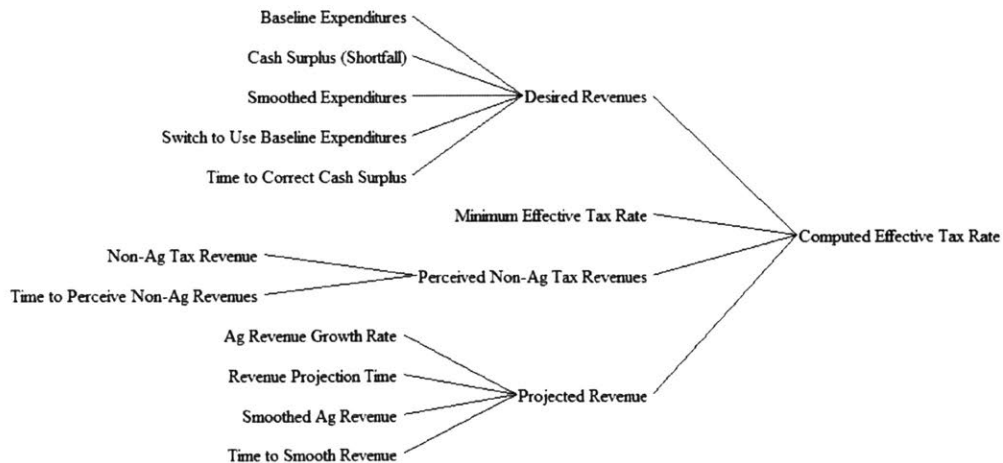 Baseline Expenditures
Cash Surplus (Shortfall)
Smoothed Expenditures
Desired Revenues
Switch to Use Baseline Expenditures
Time to Correct Cash Surplus
Minimum Effective Tax Rate
Computed Effective Tax Rate
Non-Ag Tax Revenue
Perceived Non-Ag Tax Revenues
Time to Perceive Non-Ag Revenues
Ag Revenue Growth Rate
Revenue Projection Time
Projected Revenue
Smoothed Ag Revenue
Time to Smooth Revenue